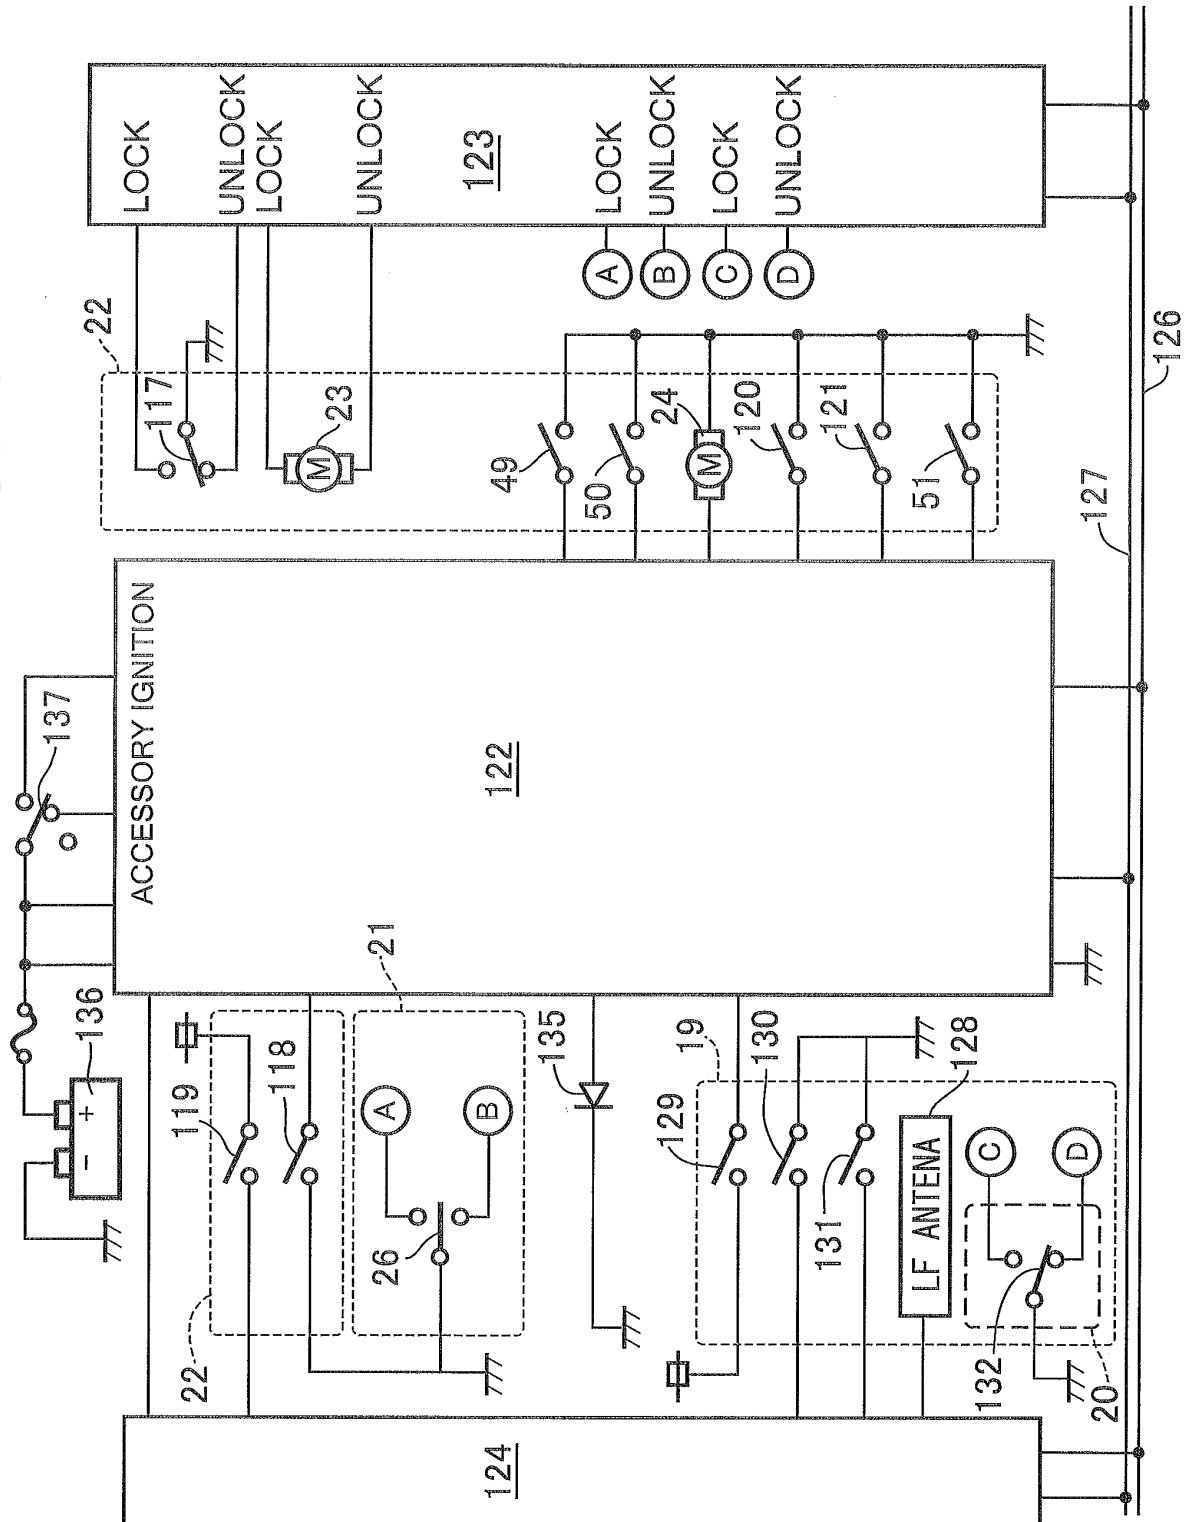 LOCK
UNLOCK
LOCK
UNLOCK
123
LOCK
UNLOCK
LOCK
UNLOCK
A
B
C
D
22
117
M
23
49
50
M
24
120
121
51
127
126
137
ACCESSORY IGNITION
122
136
+
-
119
118
22
21
A
B
26
135
19
129
130
131
128
LF ANTENA
C
D
132
20
124